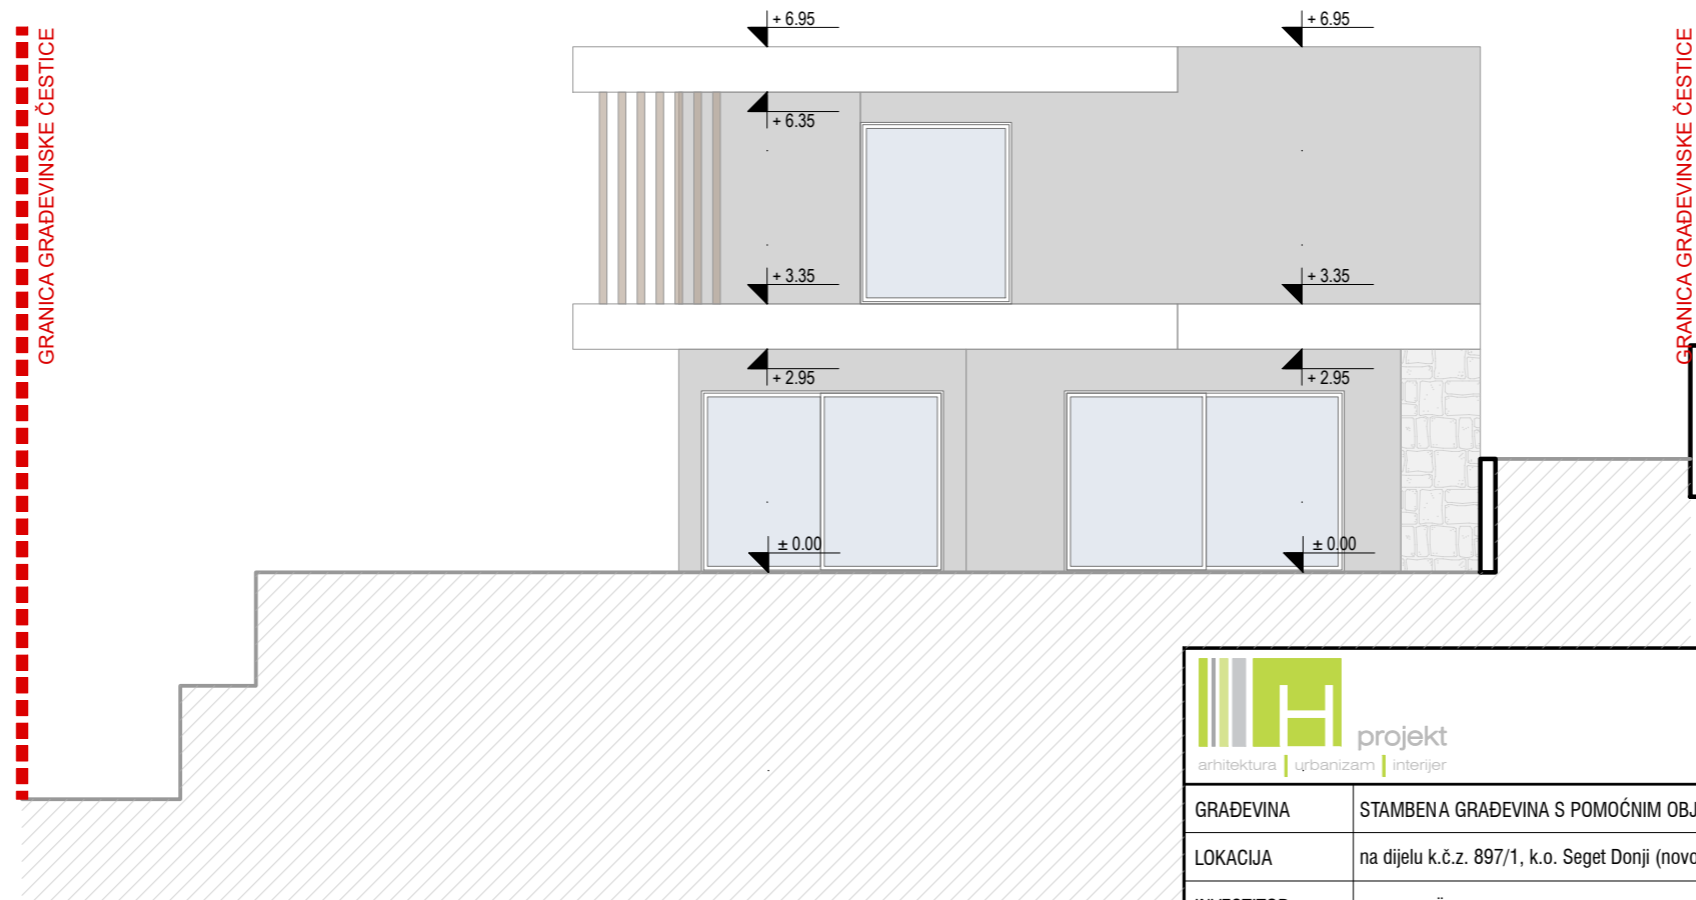 GRANICA GRAĐEVINSKE ČESTICE
+ 6.95
+ 6.95
GRANICA GRAĐEVINSKE ČESTICE
+ 6.35
+ 3.35
+ 3.35
+ 2.95
+ 2.95
± 0.00
± 0.00
H projekt
arhitektura | urbanizam | interijer
GRAĐEVINA STAMBENA GRAĐEVINA S POMOĆNIM OBJ
LOKACIJA na dijelu k.č.z. 897/1, k.o. Seget Donji (novo